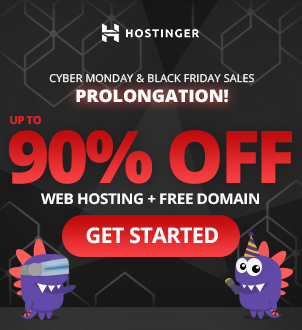 HOSTINGER
CYBER MONDAY & BLACK FRIDAY SALES
PROLONGATION!
UP TO
90% OFF
WEB HOSTING + FREE DOMAIN
GET STARTED